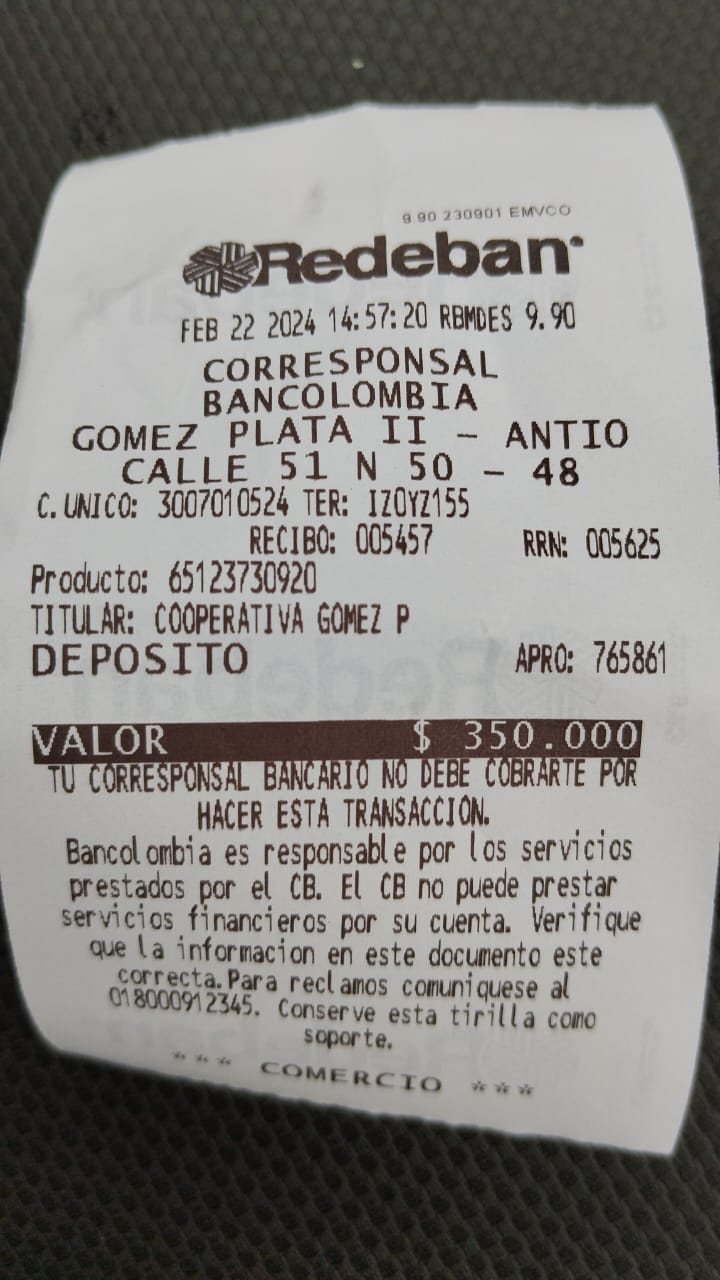 9.90 230901 EMVCO
Redeban
FEB 22 2024 14:57:20 RBMDES 9.90
CORRESPONSAL
BANCOLOMBIA
GOMEZ PLATA II - ANTIO
CALLE 51 N 50 - 48
C. UNICO: 3007010524 TER: IZOYZ155
RECIBO: 005457 RRN: 005625
Producto: 65123730920
TITULAR: COOPERATIVA GOMEZ P
DEPOSITO APRO: 765861
VALOR $ 350.000
TU CORRESPONSAL BANCARIO NO DEBE COBRARTE POR
HACER ESTA TRANSACCION.
Bancolombia es responsable por los servicios
prestados por el CB. El CB no puede prestar
servicios financieros por su cuenta. Verifique
que la informacion en este documento este
correcta. Para reclamos comuniquese al
018000912345. Conserve esta tirilla como
soporte.
*** COMERCIO ***